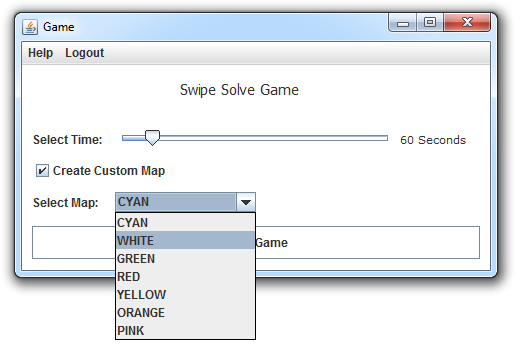 Game
Help Logout
Swipe Solve Game
Select Time: 60 Seconds
Create Custom Map
Select Map: CYAN
CYAN
WHITE
Game
GREEN
RED
YELLOW
ORANGE
PINK